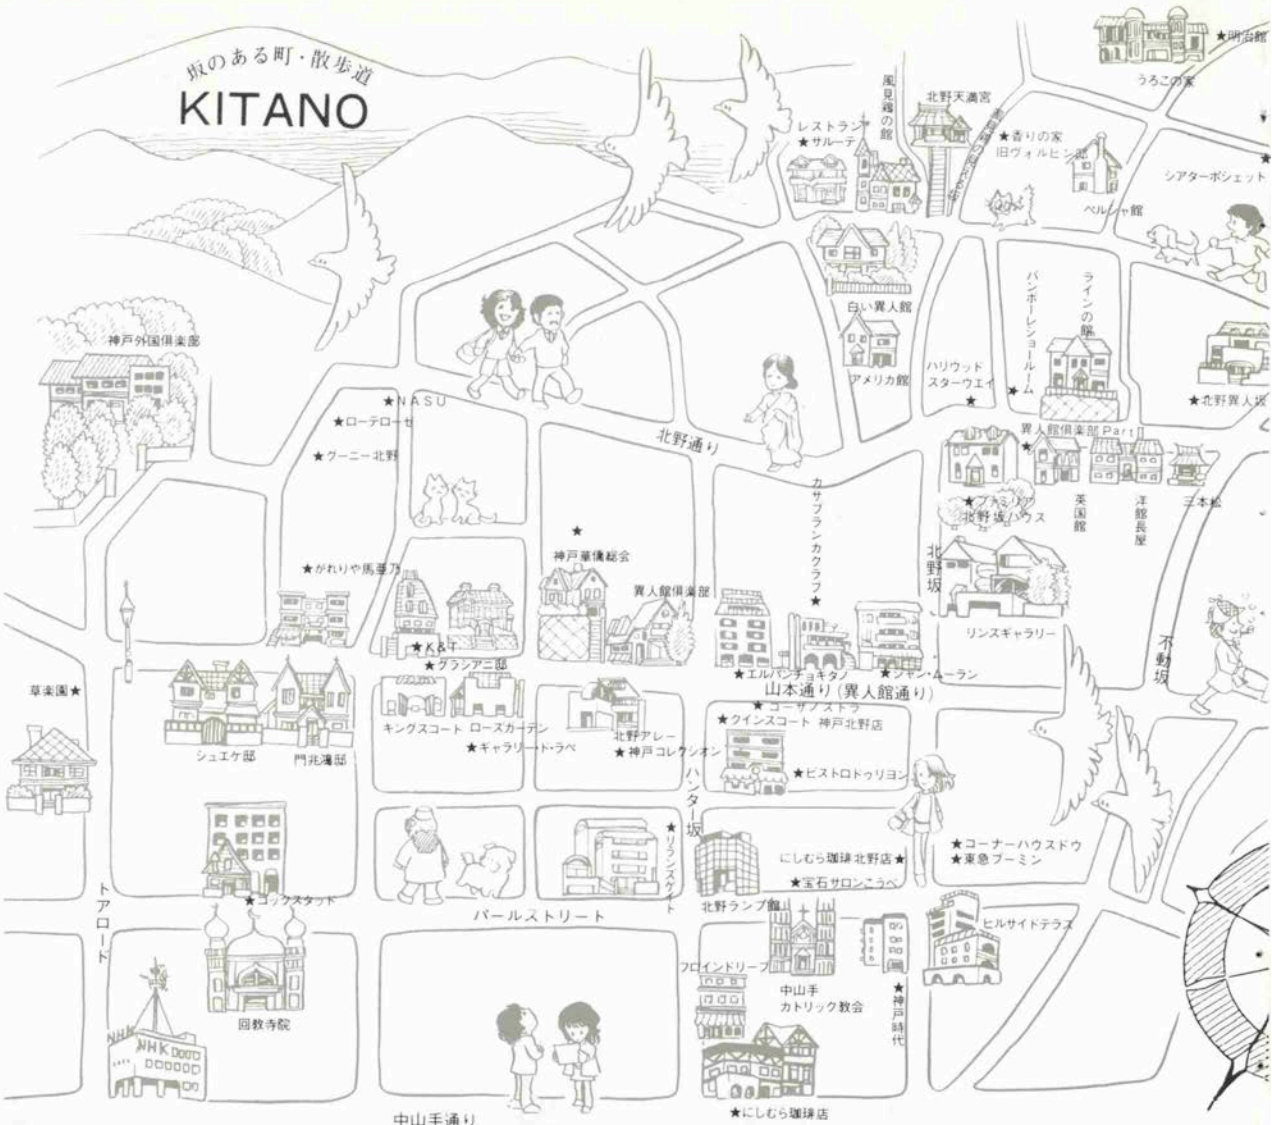 坂のある町・散歩道
KITANO
★明治館
うろこの家
風見鶏の館
北野天満宮
レストラン
★サルーテ
★香りの家
旧ヴォルヒン邸
ペルシャ館
シアターポシェット
白い異人館
アメリカ館
ハリウッド
スターウエイ
★
バンボーレショールーム
★
ラインの館
★北野異人坂
神戸外国倶楽部
★NASU
★ローテローゼ
★グーニー北野
北野通り
異人館倶楽部PartⅡ
★
★ファミリア
北野坂ハウス
英国館
洋館長屋
三本松
カサブランカクラブ★
北野坂
★
神戸華僑総会
異人館倶楽部
★がれりや馬亜乃
リンスギャラリー
不動坂
★K&T
★グラシアニ邸
★エルパンチョキタノ
★ジャン・ムーラン
山本通り(異人館通り)
草楽園★
シュエケ邸
門兆鴻邸
キングスコート
ローズガーデン
★ギャラリー・ド・ラペ
北野アレー
★神戸コレクション
★コーザノストラ
★クインスコート 神戸北野店
★ビストロドゥリヨン
ハンター坂
★リランズゲイト
にしむら珈琲北野店★
★宝石サロンこうべ
★コーナーハウスドウ
★東急ブーミン
★コックスタッド
トアロード
パールストリート
北野ランプ館
ヒルサイドテラス
フロインドリーブ
中山手
カトリック教会
★神戸時代
回教寺院
NHK
NHK
★にしむら珈琲店
中山手通り